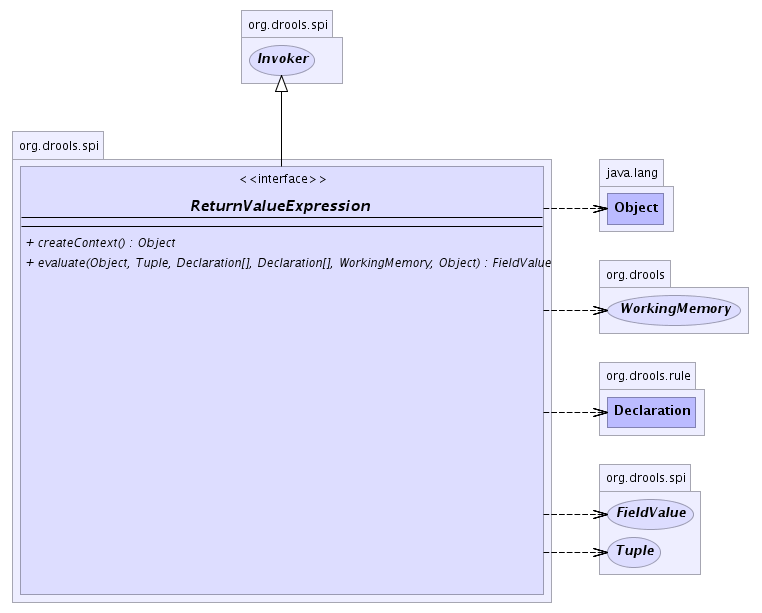 org.drools.spi
Invoker
org.drools.spi
<<interface>>
ReturnValueExpression
+ createContext() : Object
+ evaluate(Object, Tuple, Declaration[], Declaration[], WorkingMemory, Object) : FieldValue
java.lang
Object
org.drools
WorkingMemory
org.drools.rule
Declaration
org.drools.spi
FieldValue
Tuple